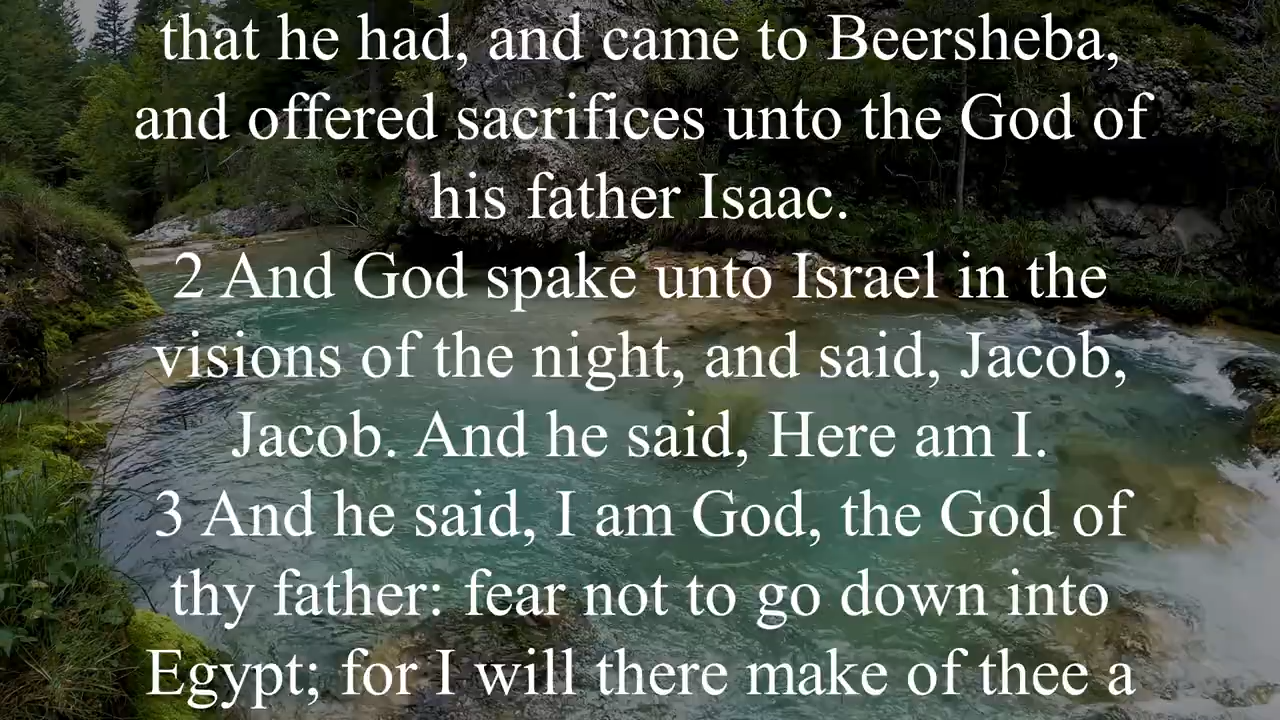 that he had, and came to Beersheba,
and offered sacrifices unto the God of
his father Isaac.
2 And God spake unto Israel in the
visions of the night, and said, Jacob,
Jacob. And he said, Here am I.
3 And he said, I am God, the God of
thy father: fear not to go down into
Egypt; for I will there make of thee a